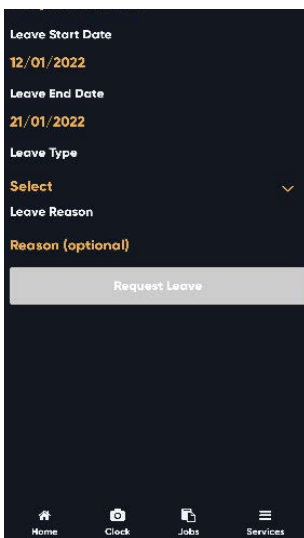 Leave Start Date
12/01/2022
Leave End Date
21/01/2022
Leave Type
Select
Leave Reason
Reason (optional)
Request Leave
Home Clock Jobs Services